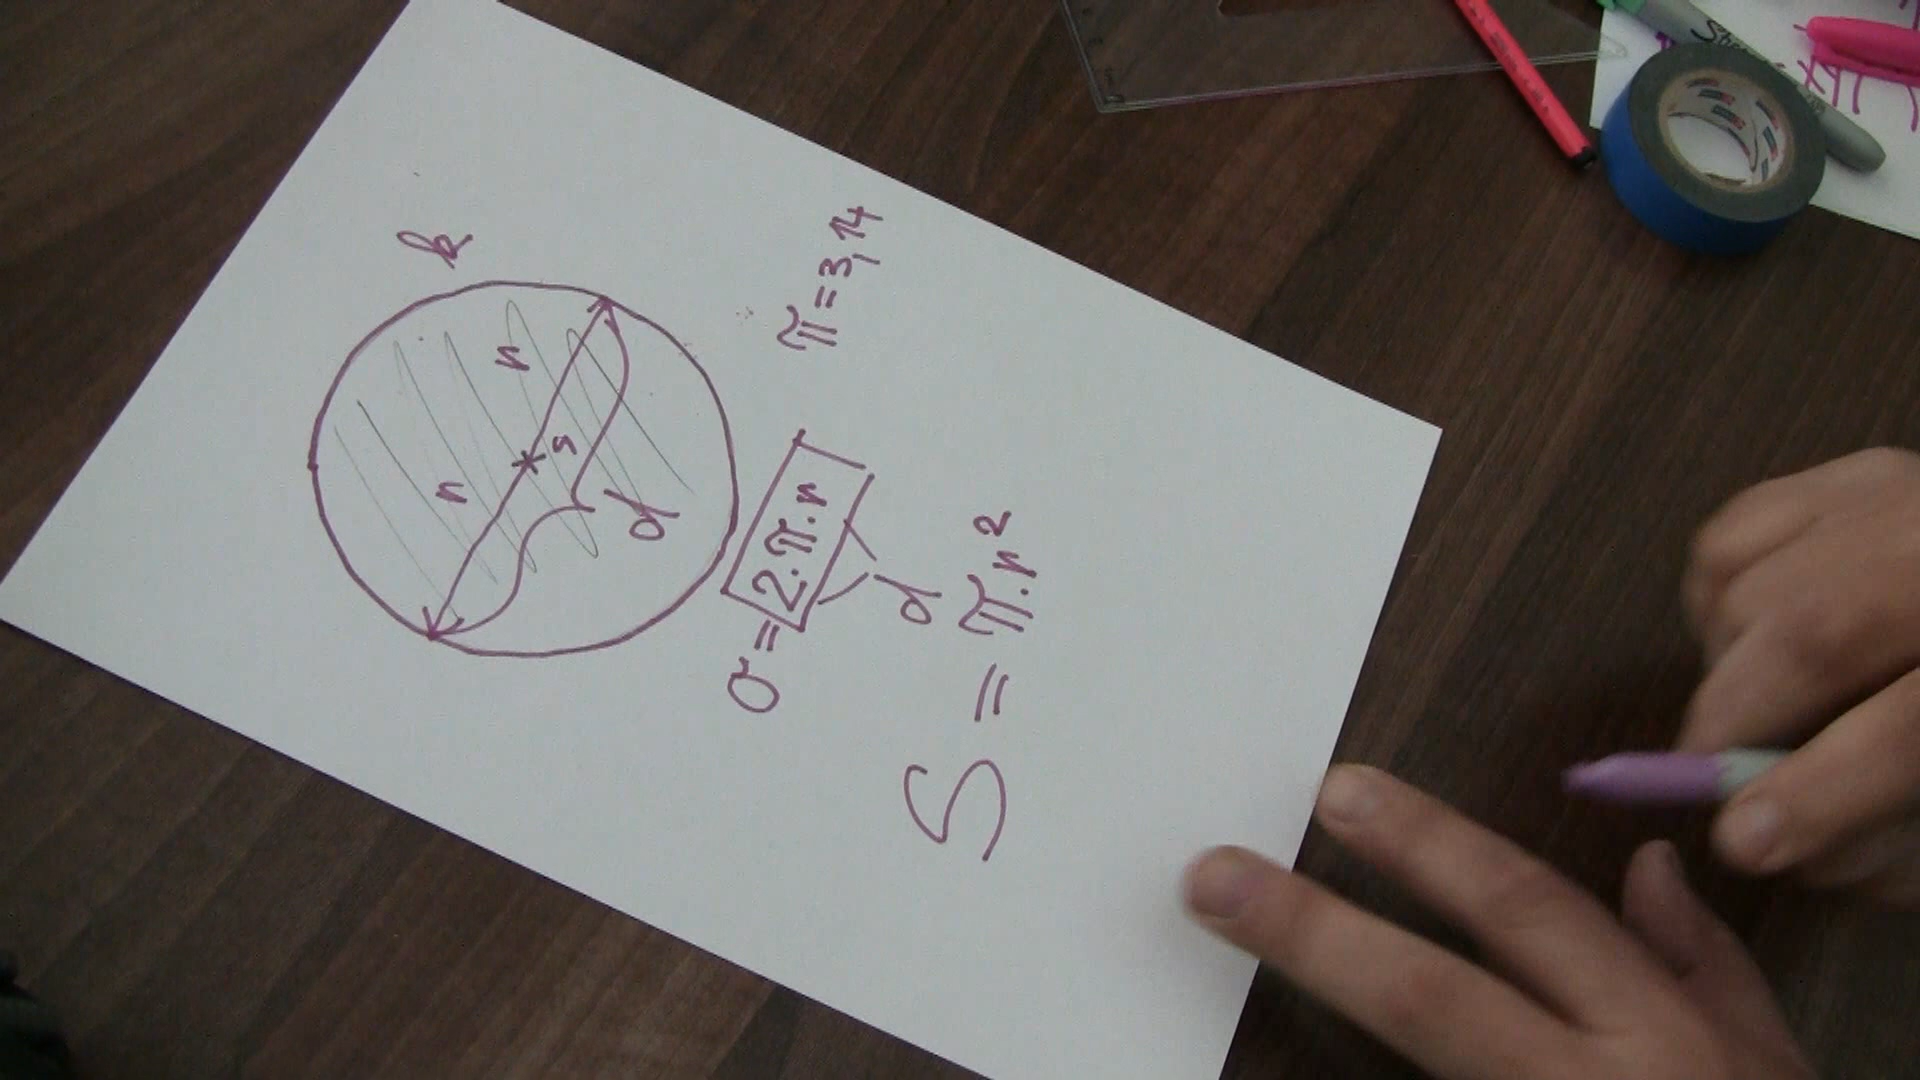 k
r
s
r
d
π = 3,14
σ = 2.π.r
d
S = π.r²